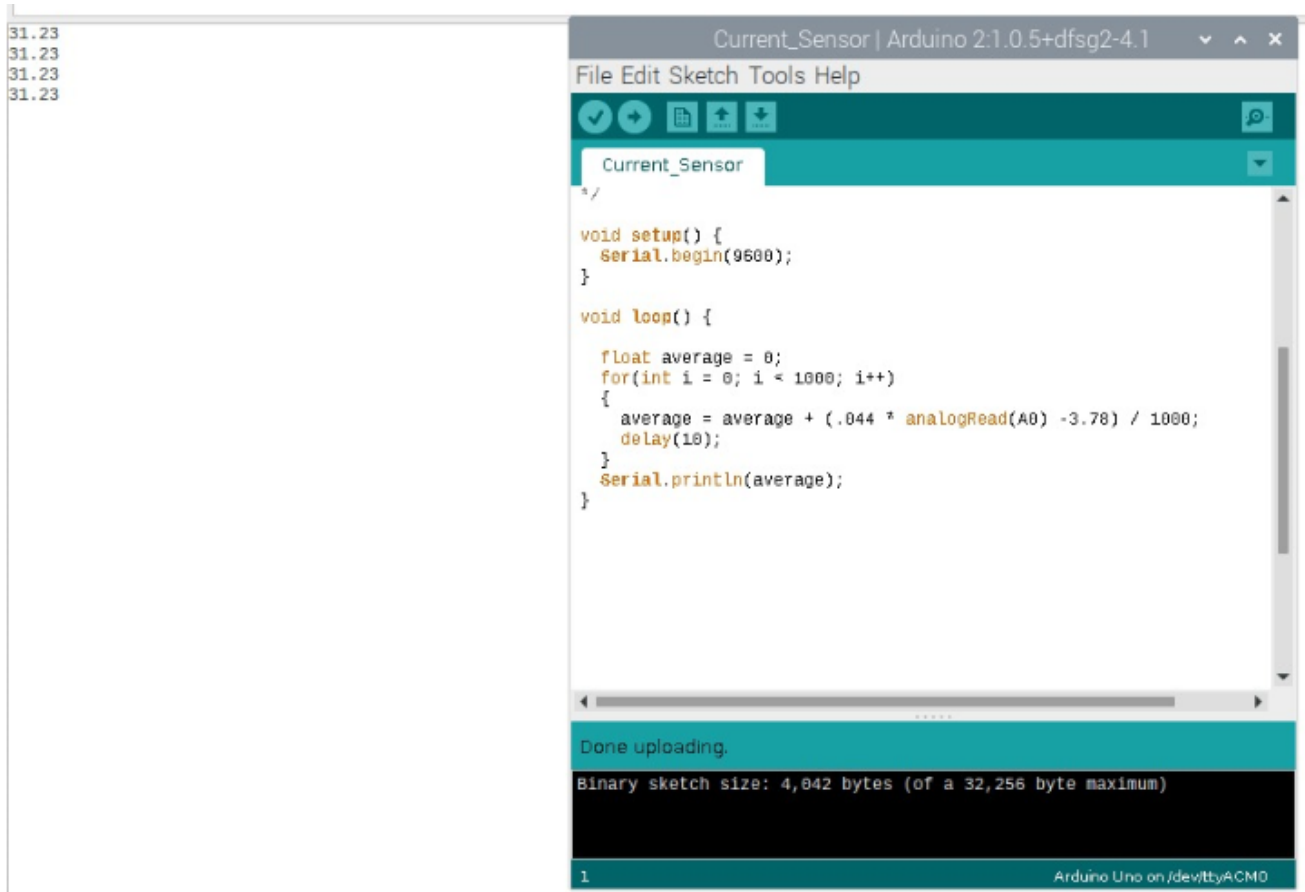 31.23
31.23
31.23
31.23
Current_Sensor | Arduino 2:1.0.5+dfsg2-4.1
File Edit Sketch Tools Help
Current_Sensor
*/
void setup() {
  Serial.begin(9600);
}
void loop() {
  float average = 0;
  for(int i = 0; i < 1000; i++)
  {
    average = average + (.044 * analogRead(A0) -3.78) / 1000;
    delay(10);
  }
  Serial.println(average);
}
Done uploading.
Binary sketch size: 4,042 bytes (of a 32,256 byte maximum)
1 Arduino Uno on /dev/ttyACM0